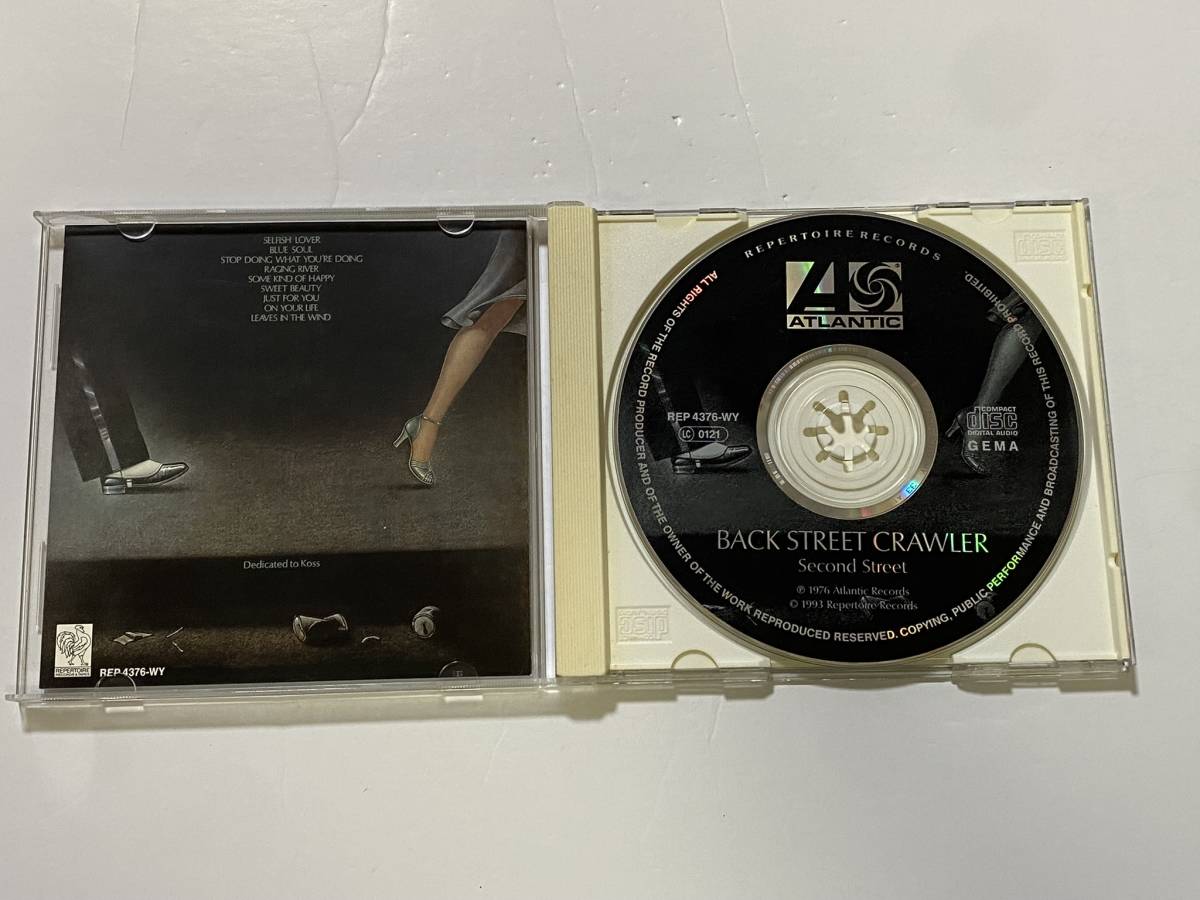 SELFISH LOVER
BLUE SOUL
STOP DOING WHAT YOU'RE DOING
RAGING RIVER
SOME KIND OF HAPPY
SWEET BEAUTY
JUST FOR YOU
ON YOUR LIFE
LEAVES IN THE WIND
Dedicated to Koss
REPERTOIRE
RECORDS & TAPES
REP 4376-WY
REPERTOIRE RECORDS
ATLANTIC
REP 4376-WY
LC 0121
COMPACT
disc
DIGITAL AUDIO
GEMA
BACK STREET CRAWLER
Second Street
℗ 1976 Atlantic Records
© 1993 Repertoire Records
ALL RIGHTS OF THE RECORD PRODUCER AND OF THE OWNER OF THE WORK REPRODUCED RESERVED. COPYING, PUBLIC PERFORMANCE AND BROADCASTING OF THIS RECORD PROHIBITED.
disc
disc